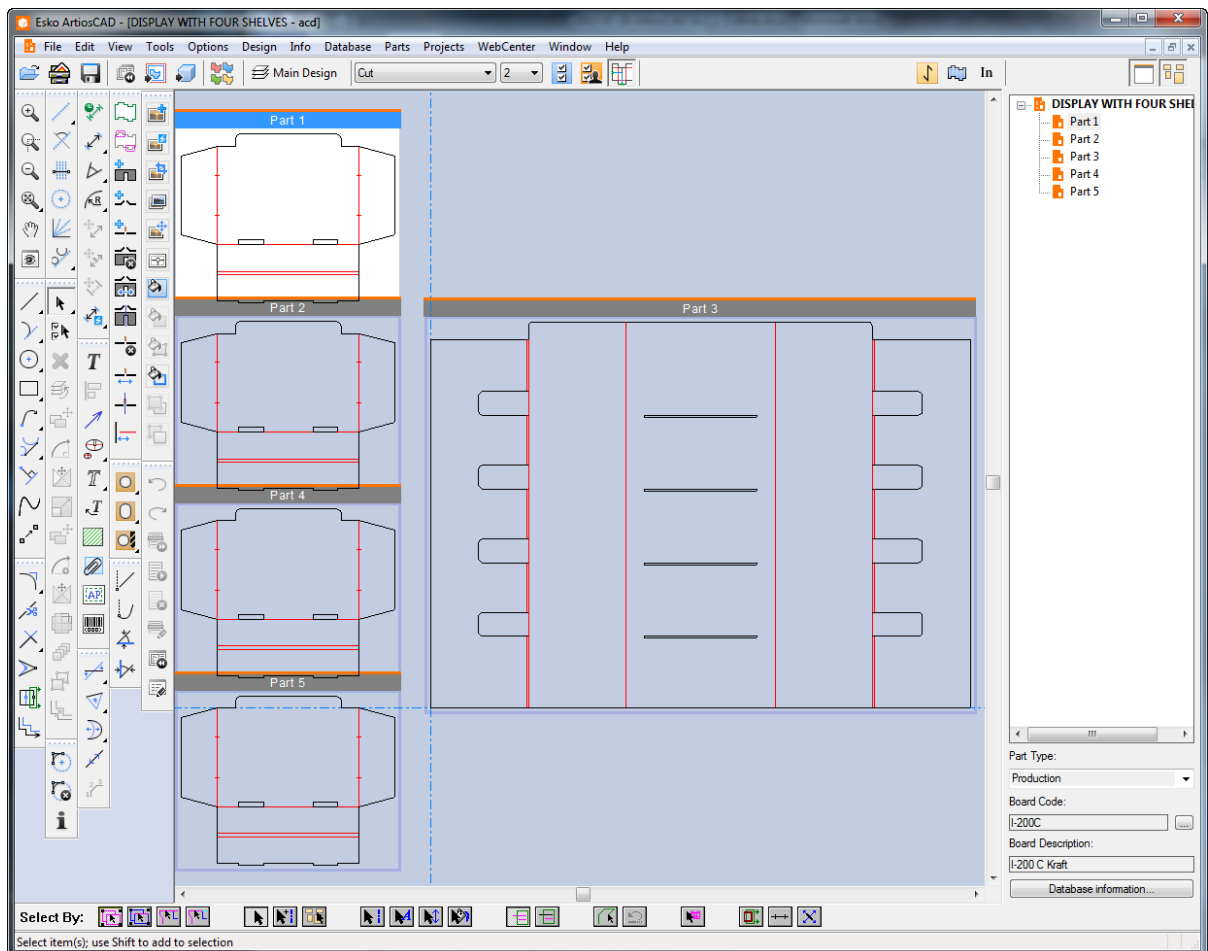 Esko ArtiosCAD - [DISPLAY WITH FOUR SHELVES - acd]
File Edit View Tools Options Design Info Database Parts Projects WebCenter Window Help
Main Design
Cut
2
In
Part 1
Part 2
Part 3
Part 4
Part 5
DISPLAY WITH FOUR SHEL
Part 1
Part 2
Part 3
Part 4
Part 5
Part Type:
Production
Board Code:
I-200C
...
Board Description:
I-200 C Kraft
Database information...
Select By:
Select item(s); use Shift to add to selection